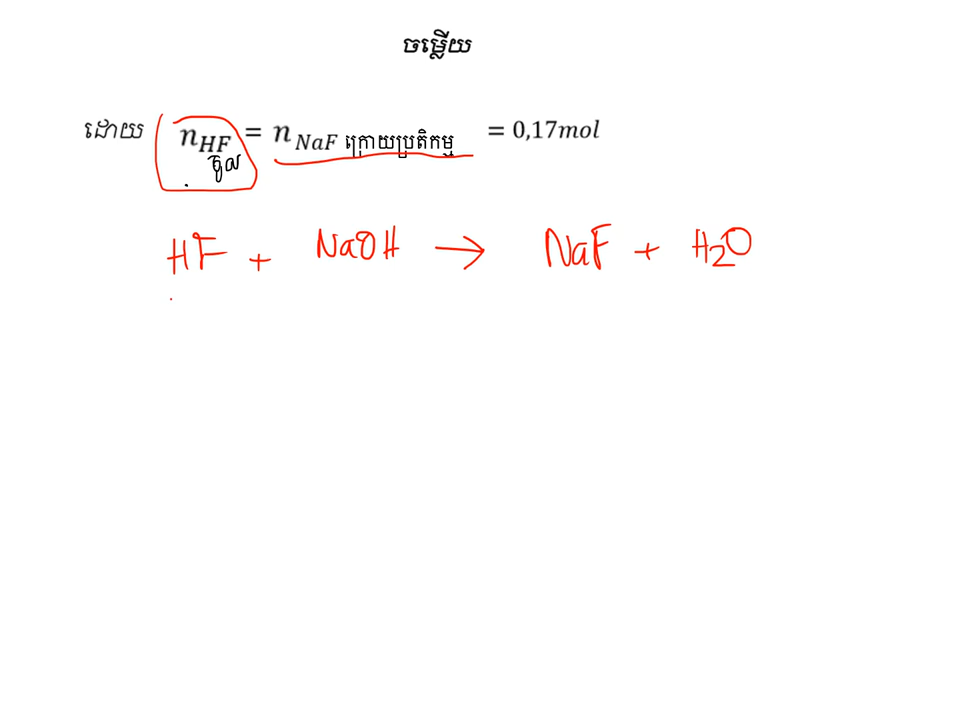 ចម្លើយ
ដោយ n_HF = n_NaF ក្រោយប្រតិកម្ម = 0,17mol
ចូល
HF + NaOH → NaF + H2O